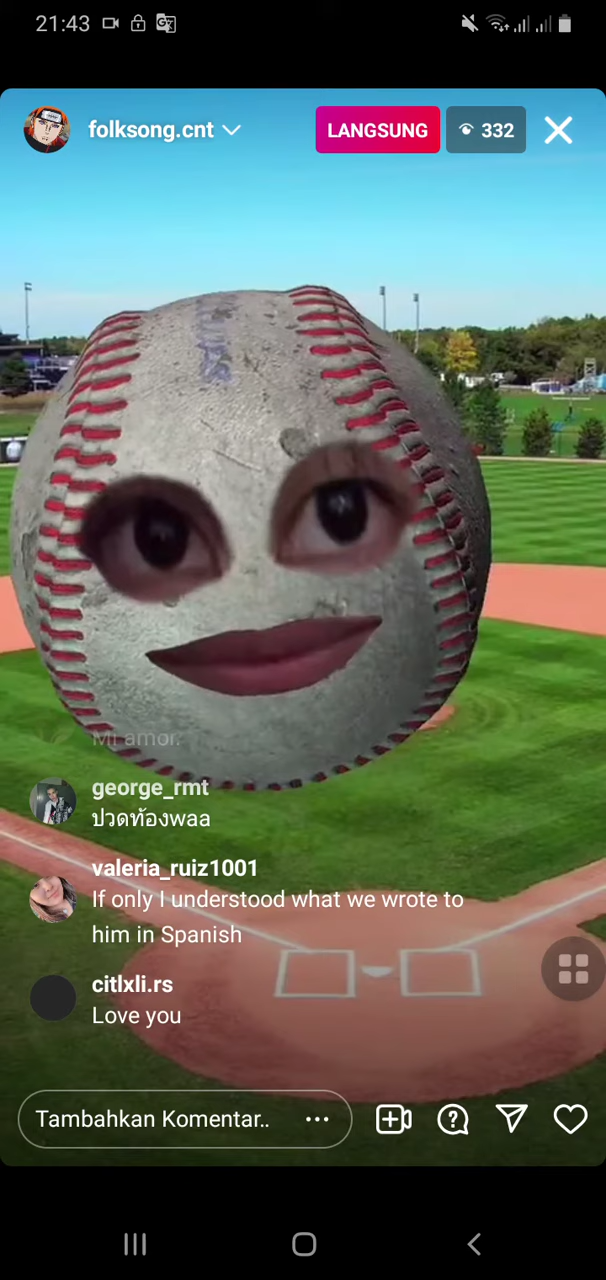 21:43
folksong.cnt
LANGSUNG
332
Mi amor.
george_rmt
ปวดท้องwaa
valeria_ruiz1001
If only I understood what we wrote to
him in Spanish
citlxli.rs
Love you
Tambahkan Komentar..